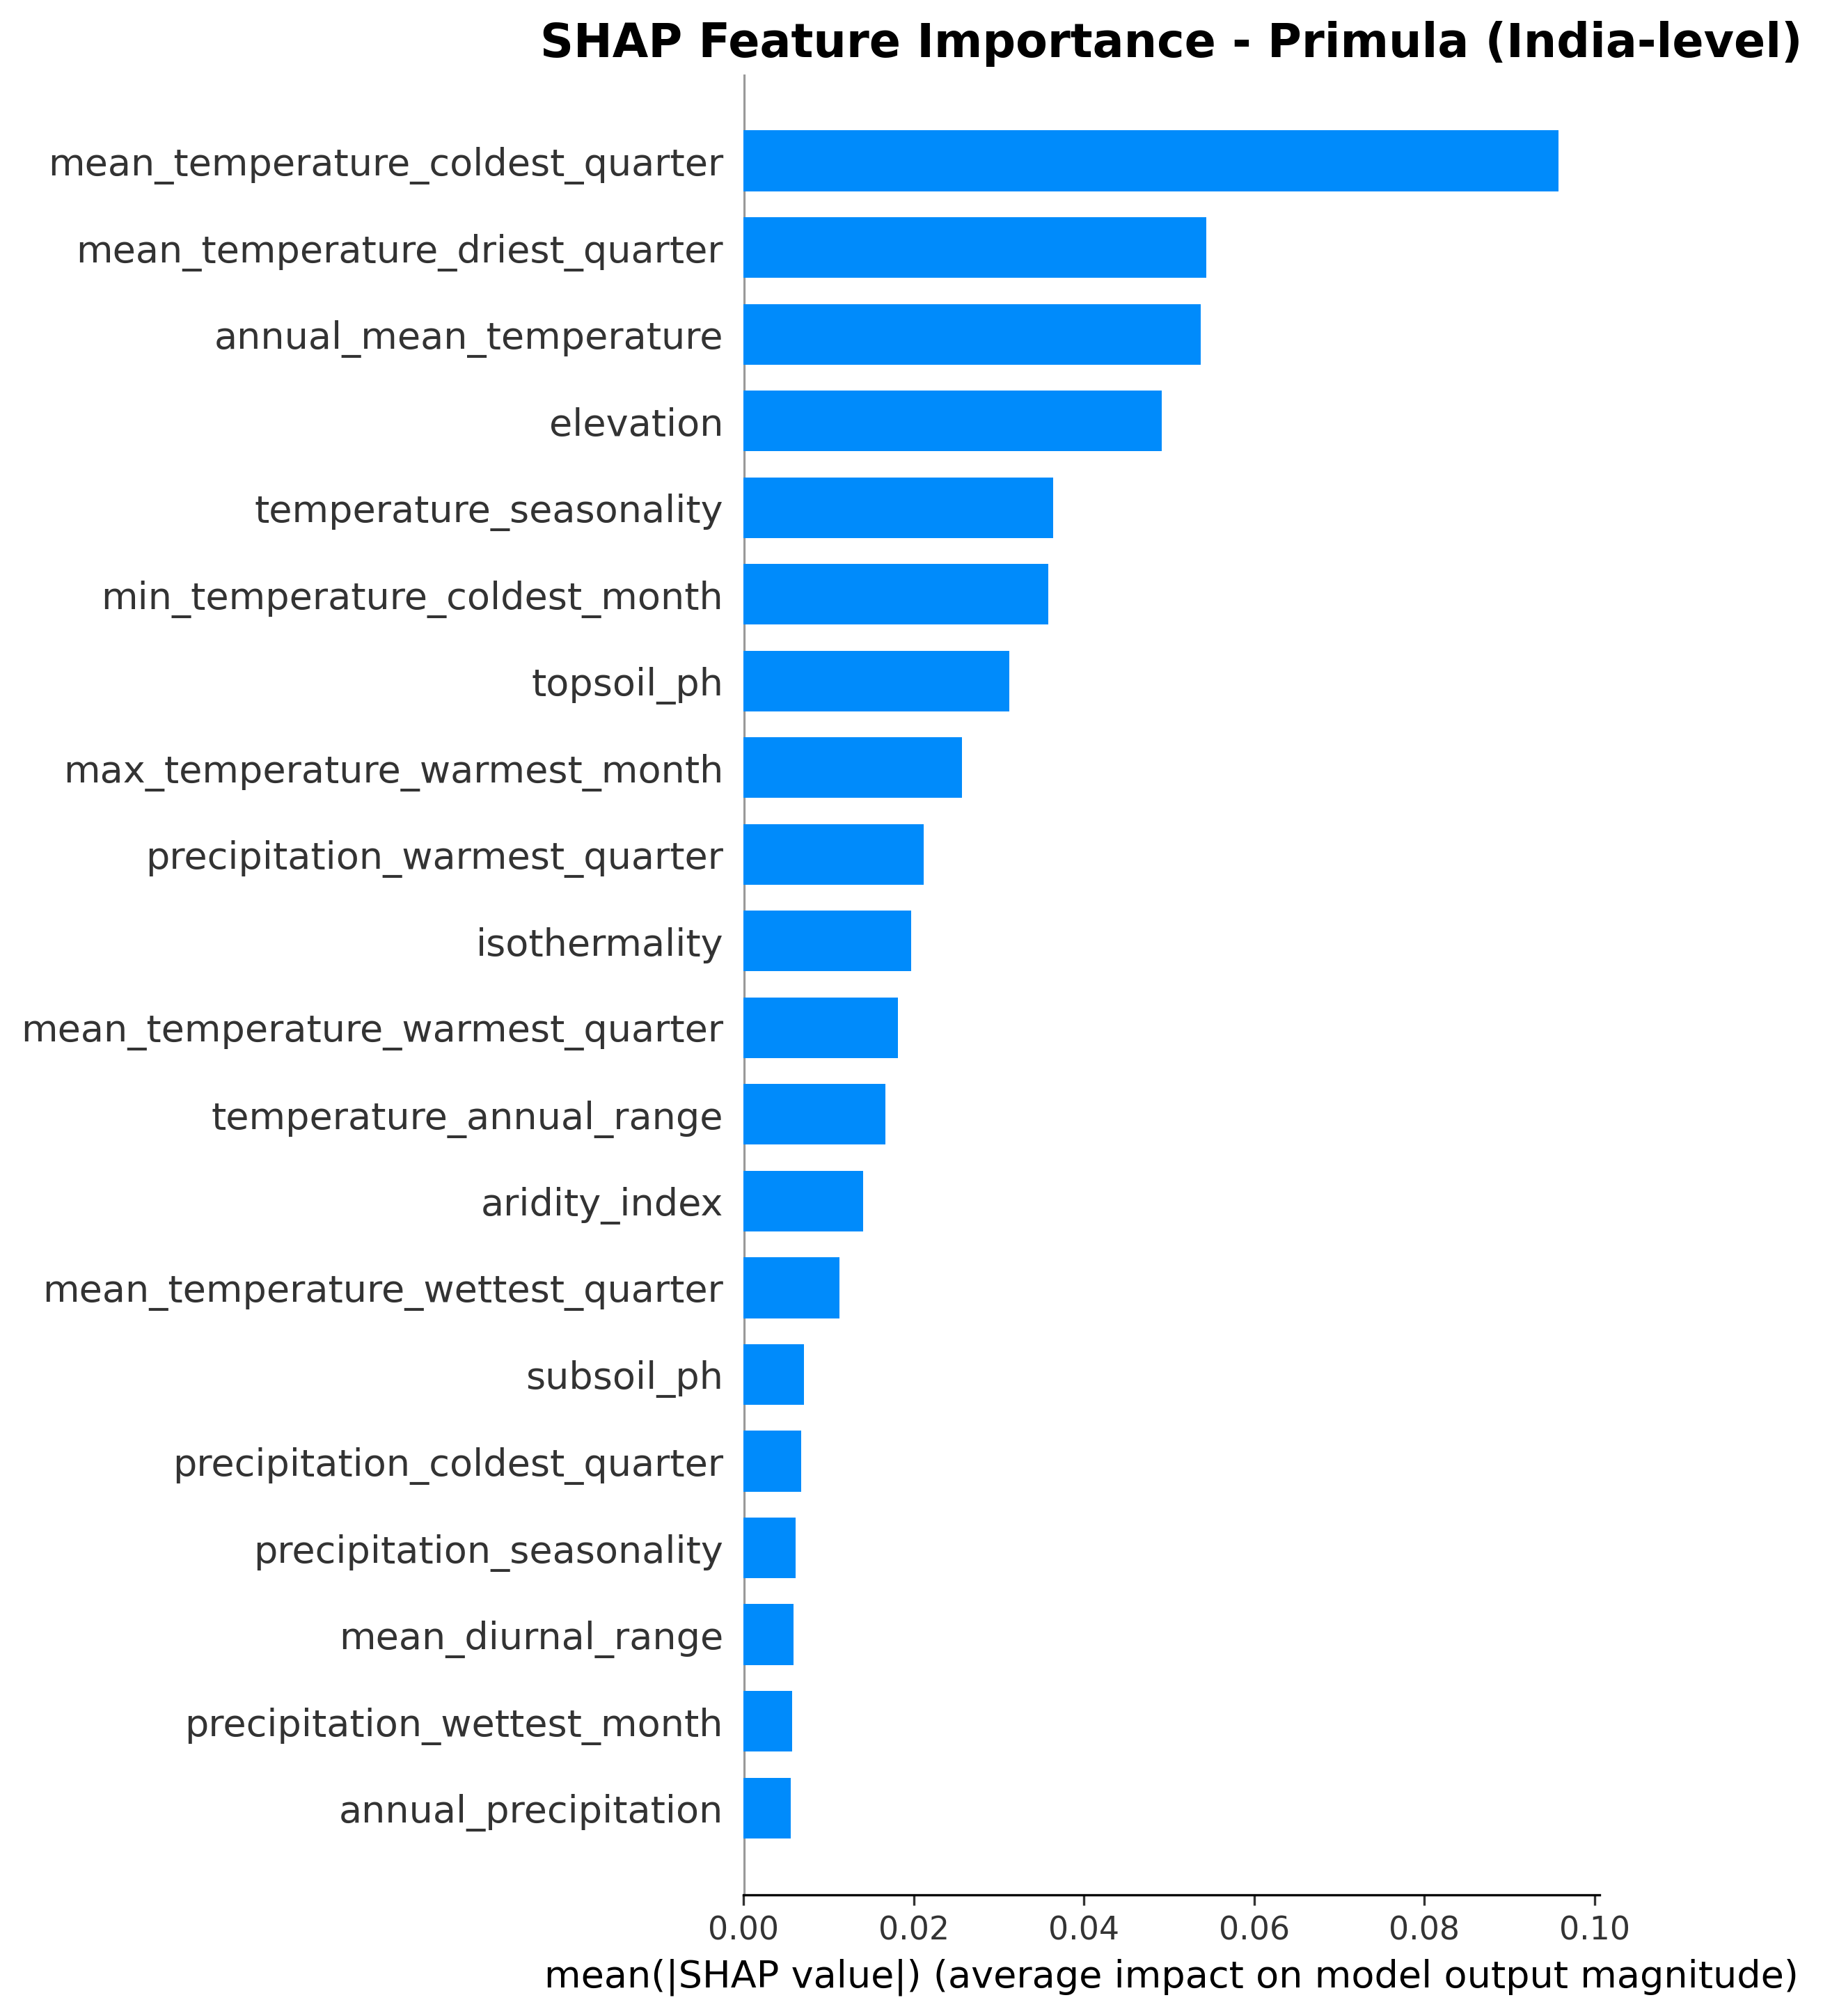 SHAP Feature Importance - Primula (India-level)
mean_temperature_coldest_quarter
mean_temperature_driest_quarter
annual_mean_temperature
elevation
temperature_seasonality
min_temperature_coldest_month
topsoil_ph
max_temperature_warmest_month
precipitation_warmest_quarter
isothermality
mean_temperature_warmest_quarter
temperature_annual_range
aridity_index
mean_temperature_wettest_quarter
subsoil_ph
precipitation_coldest_quarter
precipitation_seasonality
mean_diurnal_range
precipitation_wettest_month
annual_precipitation
0.00 0.02 0.04 0.06 0.08 0.10
mean(|SHAP value|) (average impact on model output magnitude)